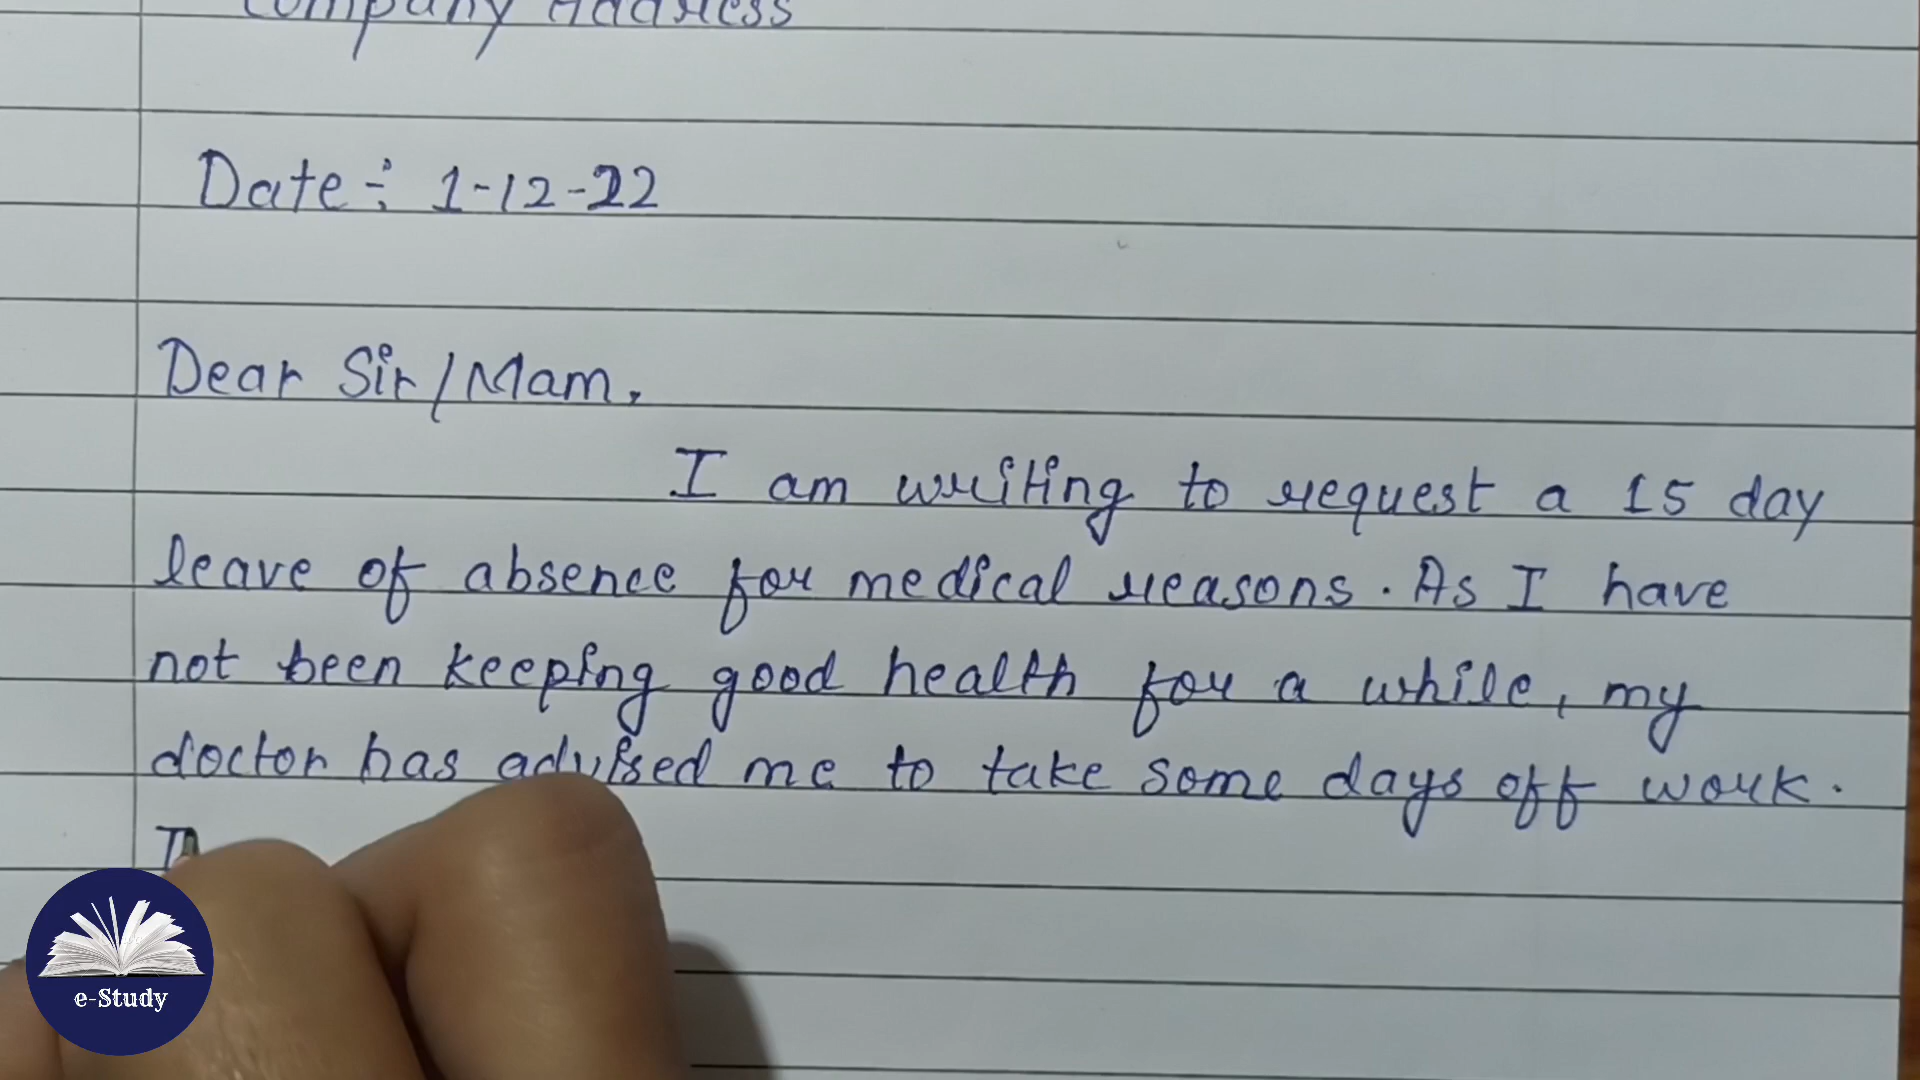 Company Address
Date : 1-12-22
Dear Sir/Mam,
I am writing to request a 15 day
leave of absence for medical reasons. As I have
not been keeping good health for a while, my
doctor has advised me to take some days off work.
e-Study